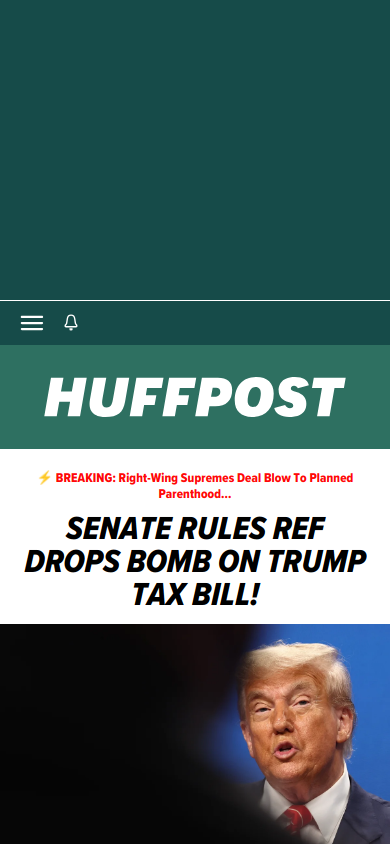 HUFFPOST
⚡ BREAKING: Right-Wing Supremes Deal Blow To Planned
Parenthood...
SENATE RULES REF
DROPS BOMB ON TRUMP
TAX BILL!